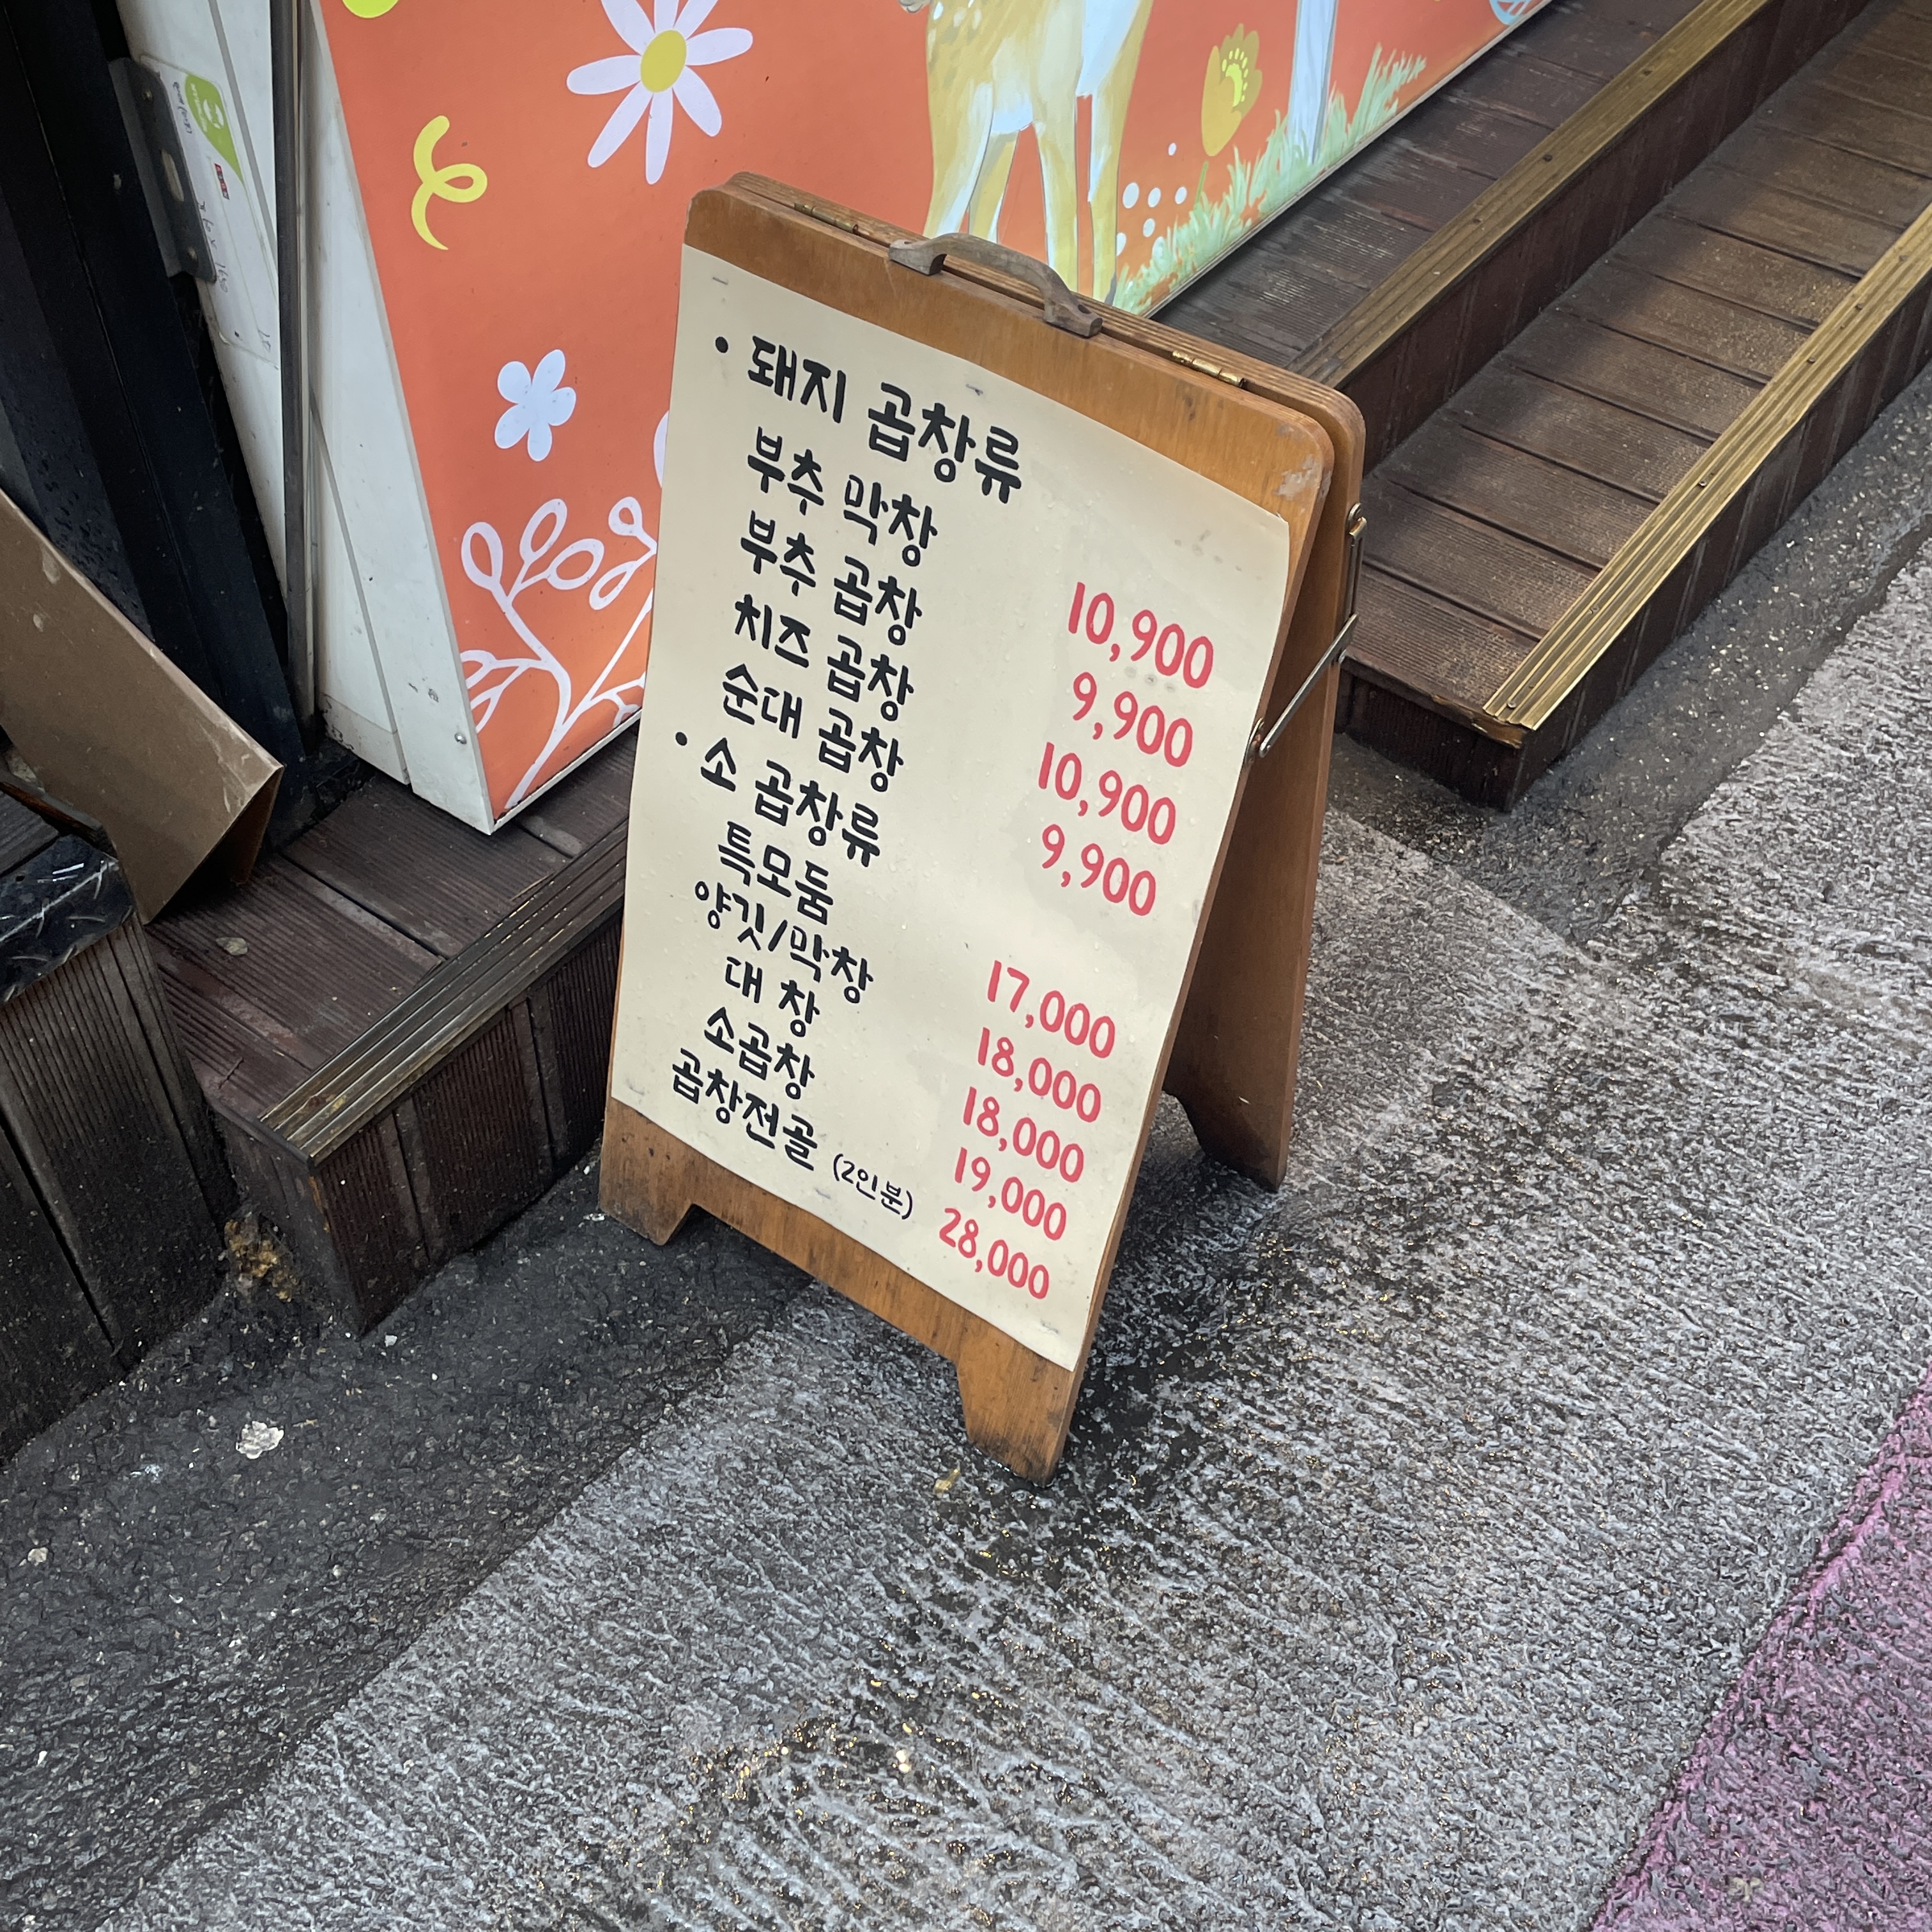 • 돼지 곱창류
부추 막창 10,900
부추 곱창 9,900
치즈 곱창 10,900
순대 곱창 9,900
• 소 곱창류
특모둠 17,000
양깃/막창 18,000
대 창 18,000
소곱창 19,000
곱창전골 (2인분) 28,000